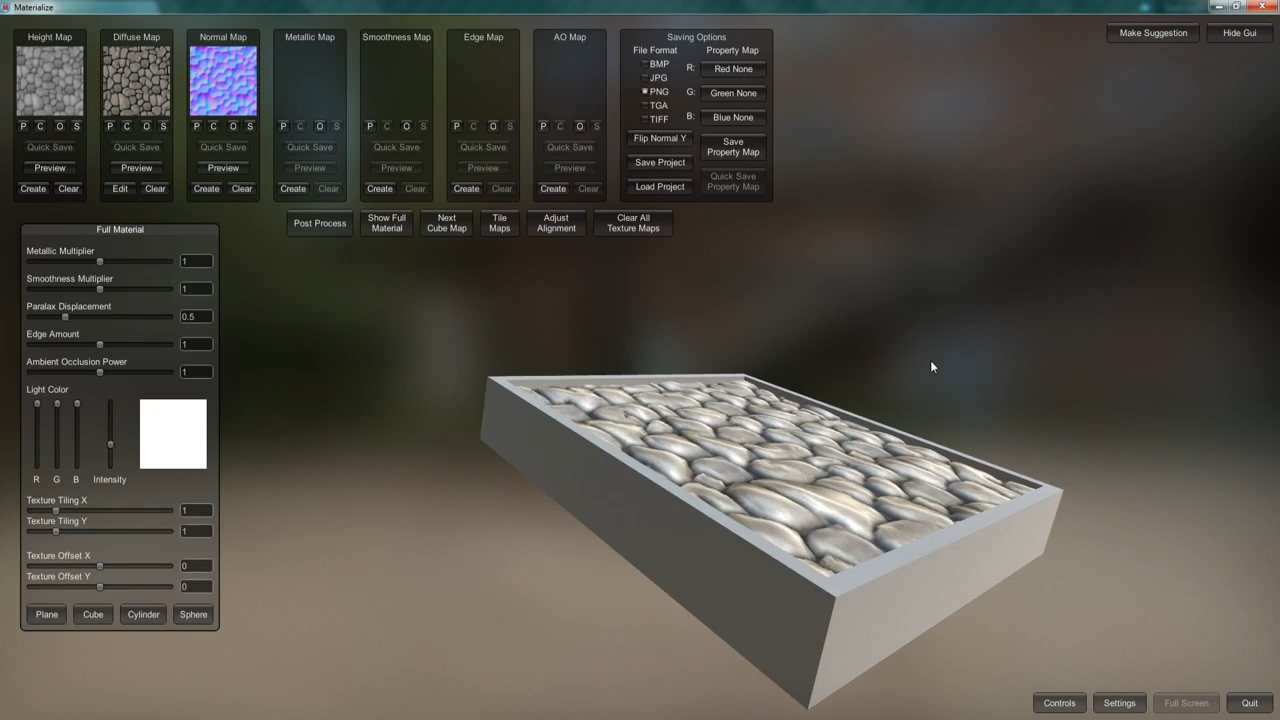 Materialize
Height Map
Diffuse Map
Normal Map
Metallic Map
Smoothness Map
Edge Map
AO Map
P C O S
P C O S
P C O S
P C O S
P C O S
P C O S
P C O S
Quick Save
Quick Save
Quick Save
Quick Save
Quick Save
Quick Save
Quick Save
Preview
Preview
Preview
Preview
Preview
Preview
Preview
Create Clear
Edit Clear
Create Clear
Create Clear
Create Clear
Create Clear
Create Clear
Saving Options
File Format
BMP
JPG
PNG
TGA
TIFF
Flip Normal Y
Save Project
Load Project
Property Map
R: Red None
G: Green None
B: Blue None
Save
Property Map
Quick Save
Property Map
Make Suggestion
Hide Gui
Post Process
Show Full
Material
Next
Cube Map
Tile
Maps
Adjust
Alignment
Clear All
Texture Maps
Full Material
Metallic Multiplier
1
Smoothness Multiplier
1
Paralax Displacement
0.5
Edge Amount
1
Ambient Occlusion Power
1
Light Color
R G B Intensity
Texture Tiling X
1
Texture Tiling Y
1
Texture Offset X
0
Texture Offset Y
0
Plane Cube Cylinder Sphere
Controls Settings Full Screen Quit